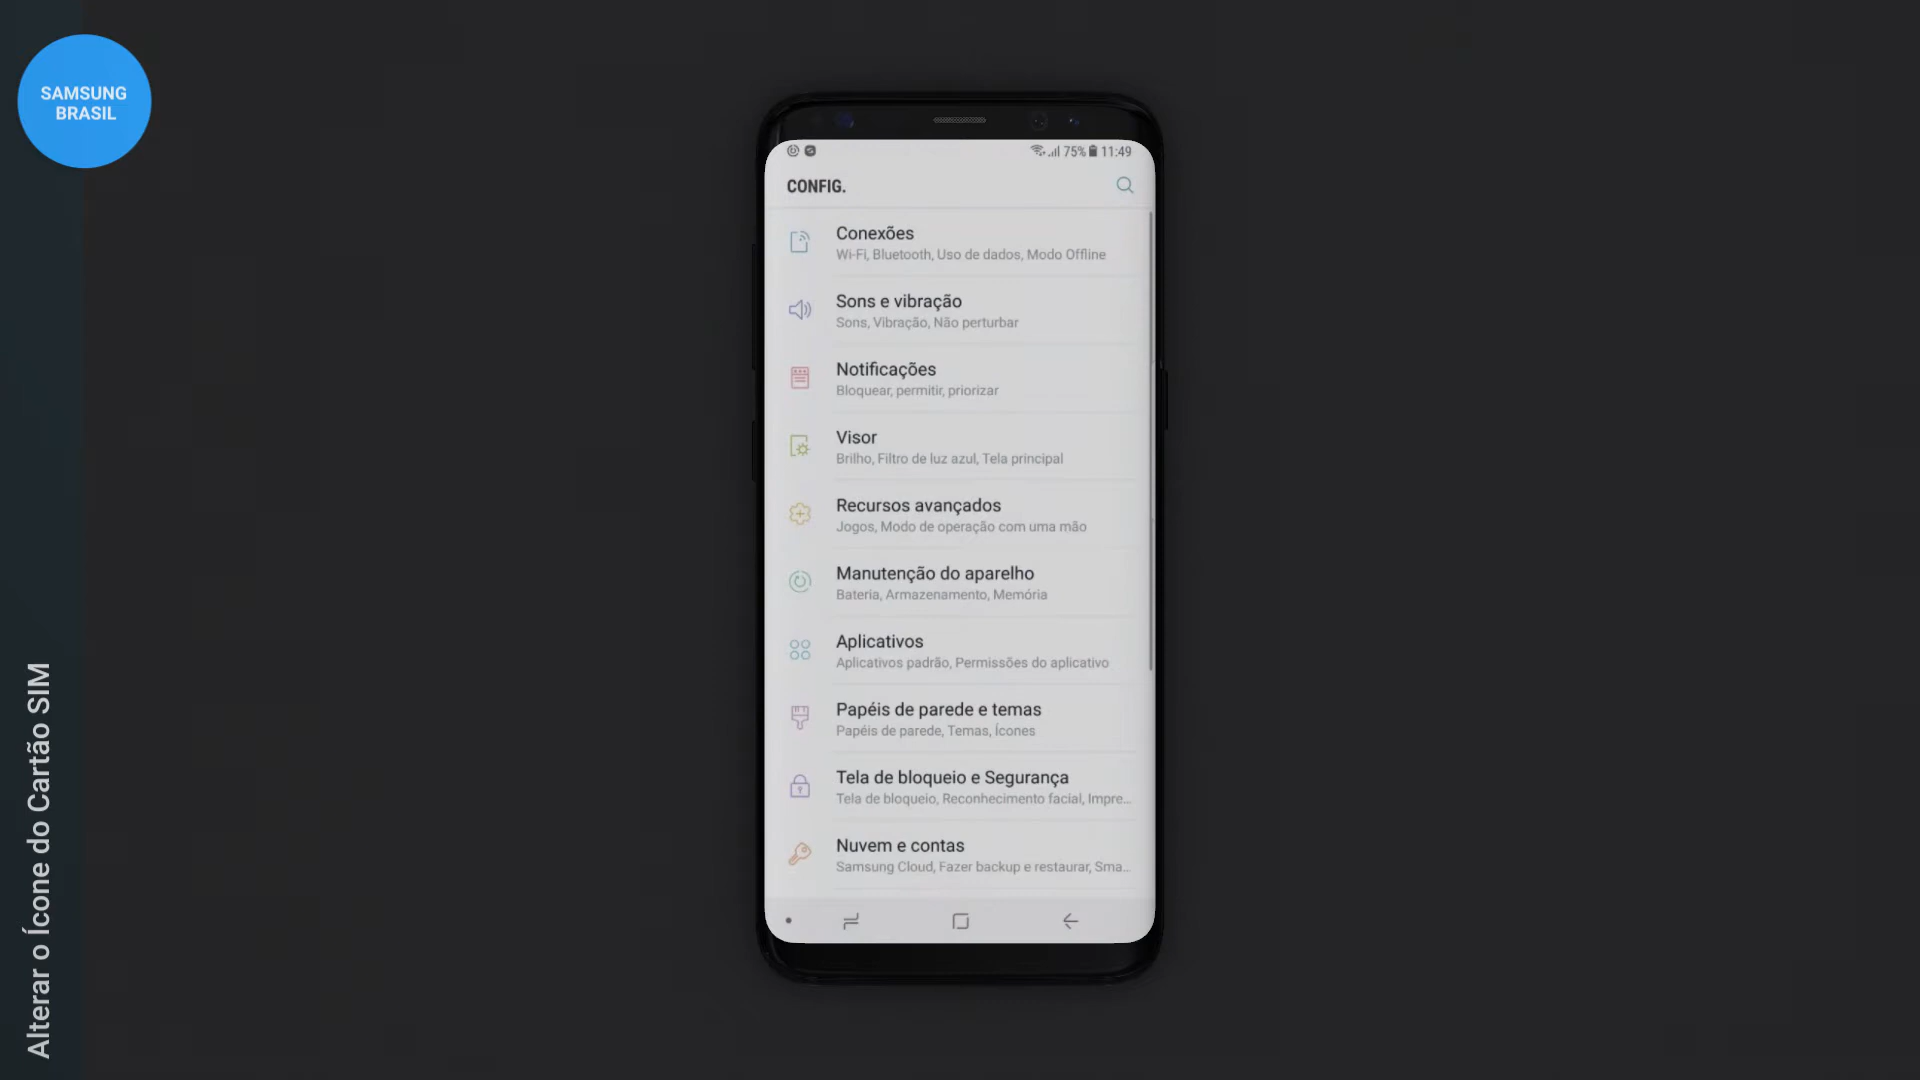 SAMSUNG
BRASIL
Alterar o Ícone do Cartão SIM
75% 11:49
CONFIG.
Conexões
Wi-Fi, Bluetooth, Uso de dados, Modo Offline
Sons e vibração
Sons, Vibração, Não perturbar
Notificações
Bloquear, permitir, priorizar
Visor
Brilho, Filtro de luz azul, Tela principal
Recursos avançados
Jogos, Modo de operação com uma mão
Manutenção do aparelho
Bateria, Armazenamento, Memória
Aplicativos
Aplicativos padrão, Permissões do aplicativo
Papéis de parede e temas
Papéis de parede, Temas, Ícones
Tela de bloqueio e Segurança
Tela de bloqueio, Reconhecimento facial, Impre...
Nuvem e contas
Samsung Cloud, Fazer backup e restaurar, Sma...